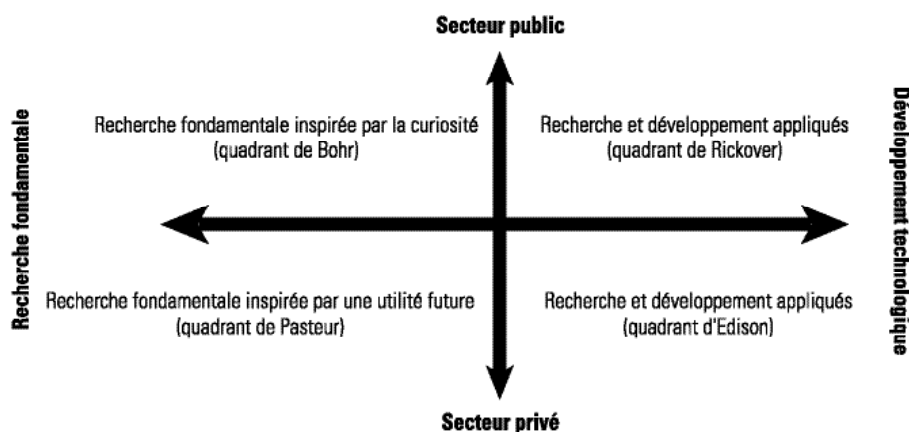 Secteur public
Recherche fondamentale
Développement technologique
Recherche fondamentale inspirée par la curiosité
(quadrant de Bohr)
Recherche et développement appliqués
(quadrant de Rickover)
Recherche fondamentale inspirée par une utilité future
(quadrant de Pasteur)
Recherche et développement appliqués
(quadrant d'Edison)
Secteur privé